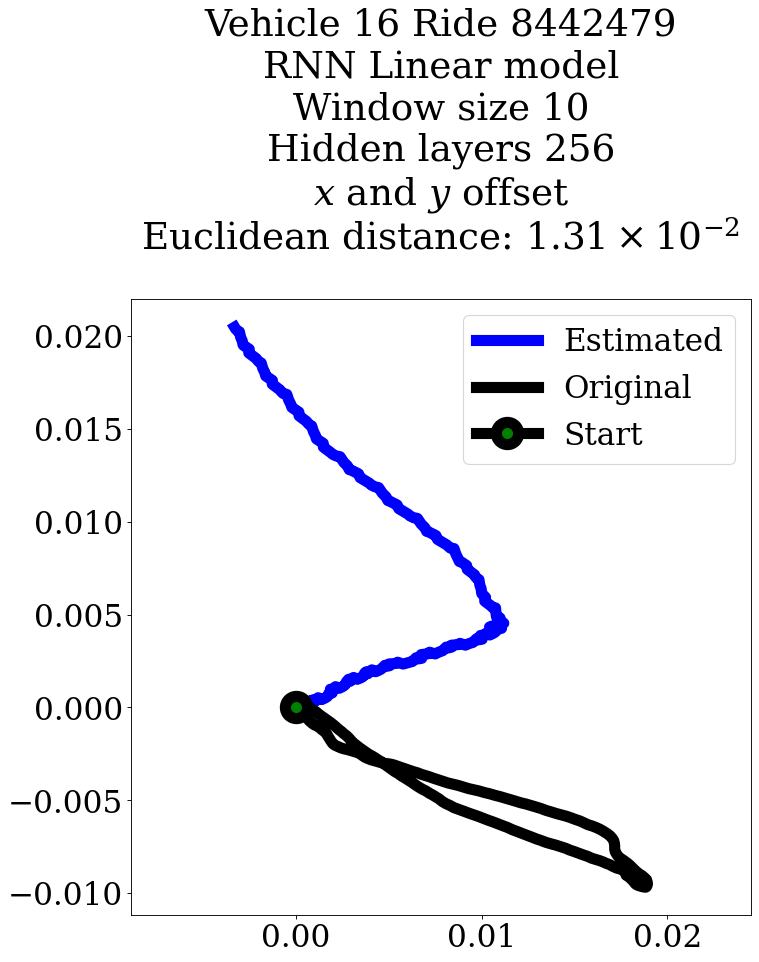 Vehicle 16 Ride 8442479
RNN Linear model
Window size 10
Hidden layers 256
x and y offset
Euclidean distance: 1.31 × 10⁻²
Estimated
Original
Start
0.020
0.015
0.010
0.005
0.000
−0.005
−0.010
0.00 0.01 0.02